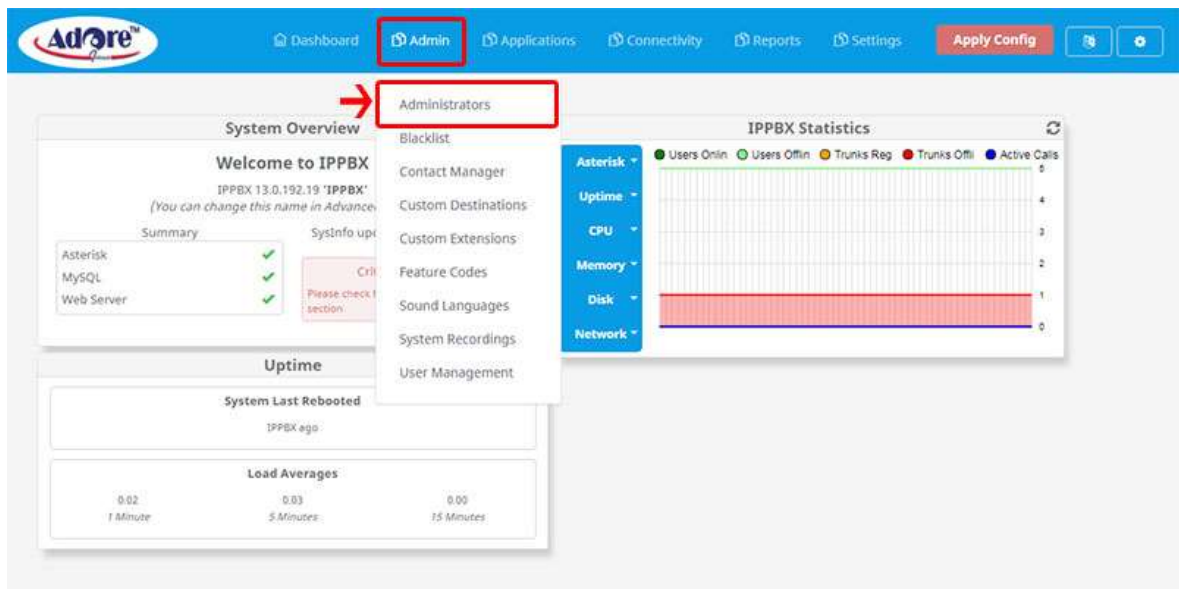 Adore™
Dashboard
Admin
Applications
Connectivity
Reports
Settings
Apply Config
Administrators
Blacklist
Contact Manager
Custom Destinations
Custom Extensions
Feature Codes
Sound Languages
System Recordings
User Management
System Overview
Welcome to IPPBX
IPPBX 13.0.192.19 'IPPBX'
(You can change this name in Advanced
Summary
SysInfo upd
Asterisk
MySQL
Web Server
Crit
Please check
section
IPPBX Statistics
Asterisk
Uptime
CPU
Memory
Disk
Network
Users Onlin
Users Offlin
Trunks Reg
Trunks Offli
Active Calls
5
4
3
2
1
0
Uptime
System Last Rebooted
IPPBX ago
Load Averages
0.02
0.03
0.00
1 Minute
5 Minutes
15 Minutes